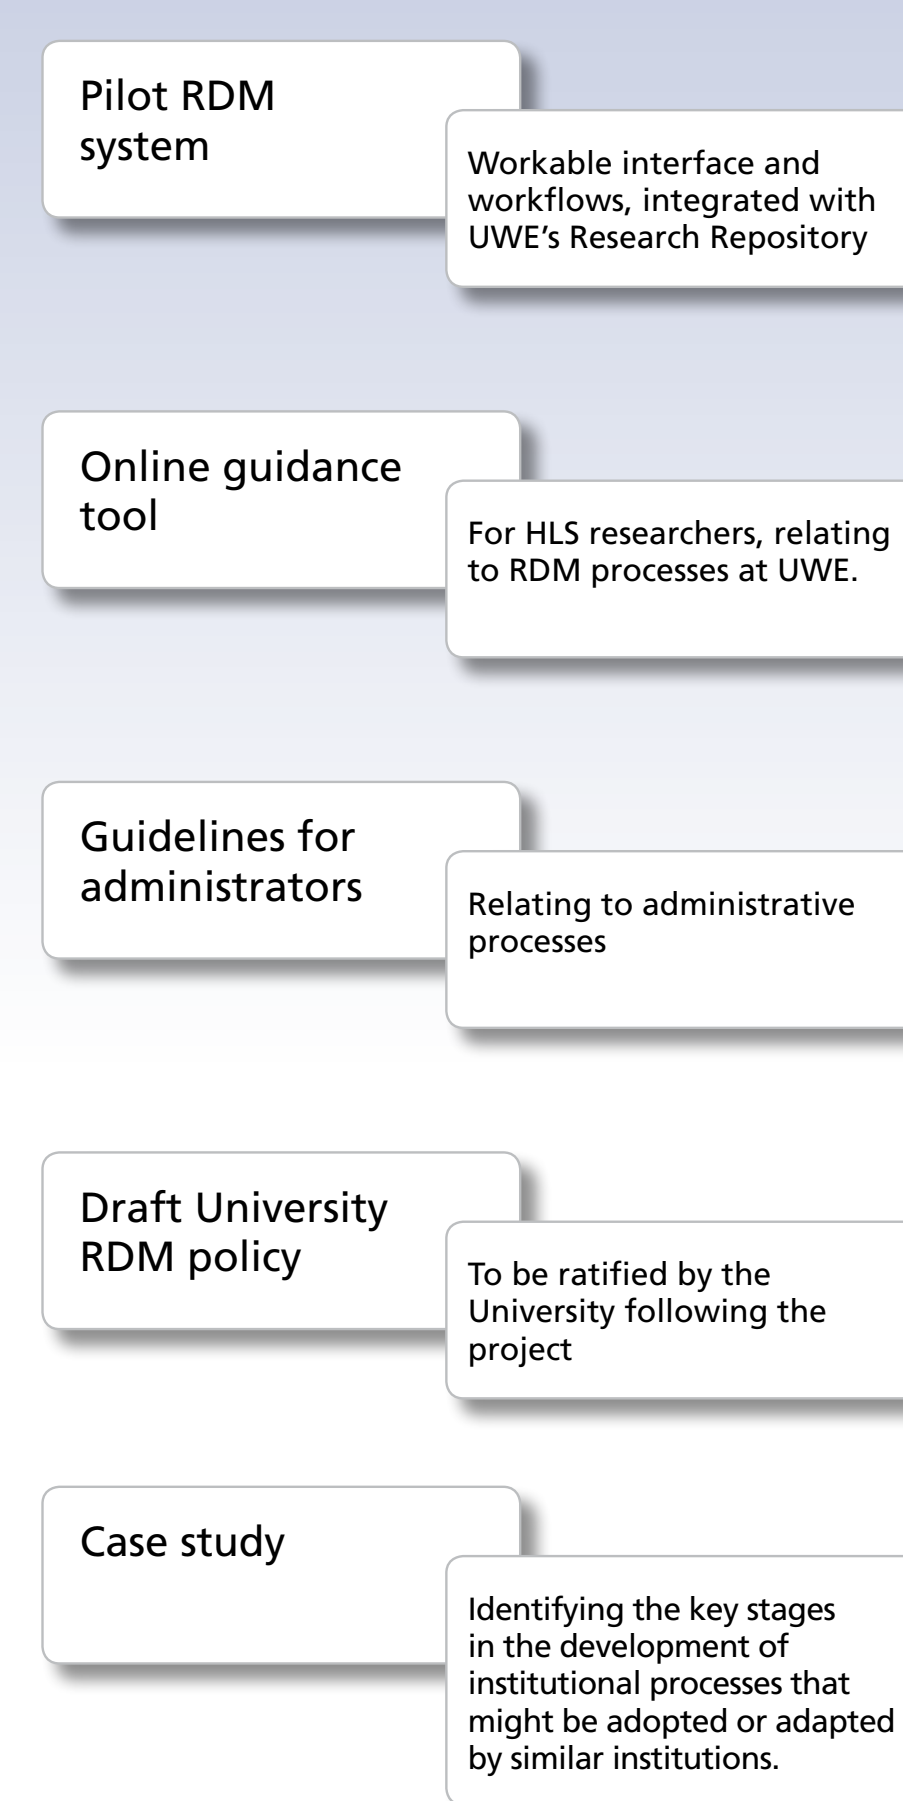 Pilot RDM
system
Workable interface and
workflows, integrated with
UWE’s Research Repository
Online guidance
tool
For HLS researchers, relating
to RDM processes at UWE.
Guidelines for
administrators
Relating to administrative
processes
Draft University
RDM policy
To be ratified by the
University following the
project
Case study
Identifying the key stages
in the development of
institutional processes that
might be adopted or adapted
by similar institutions.